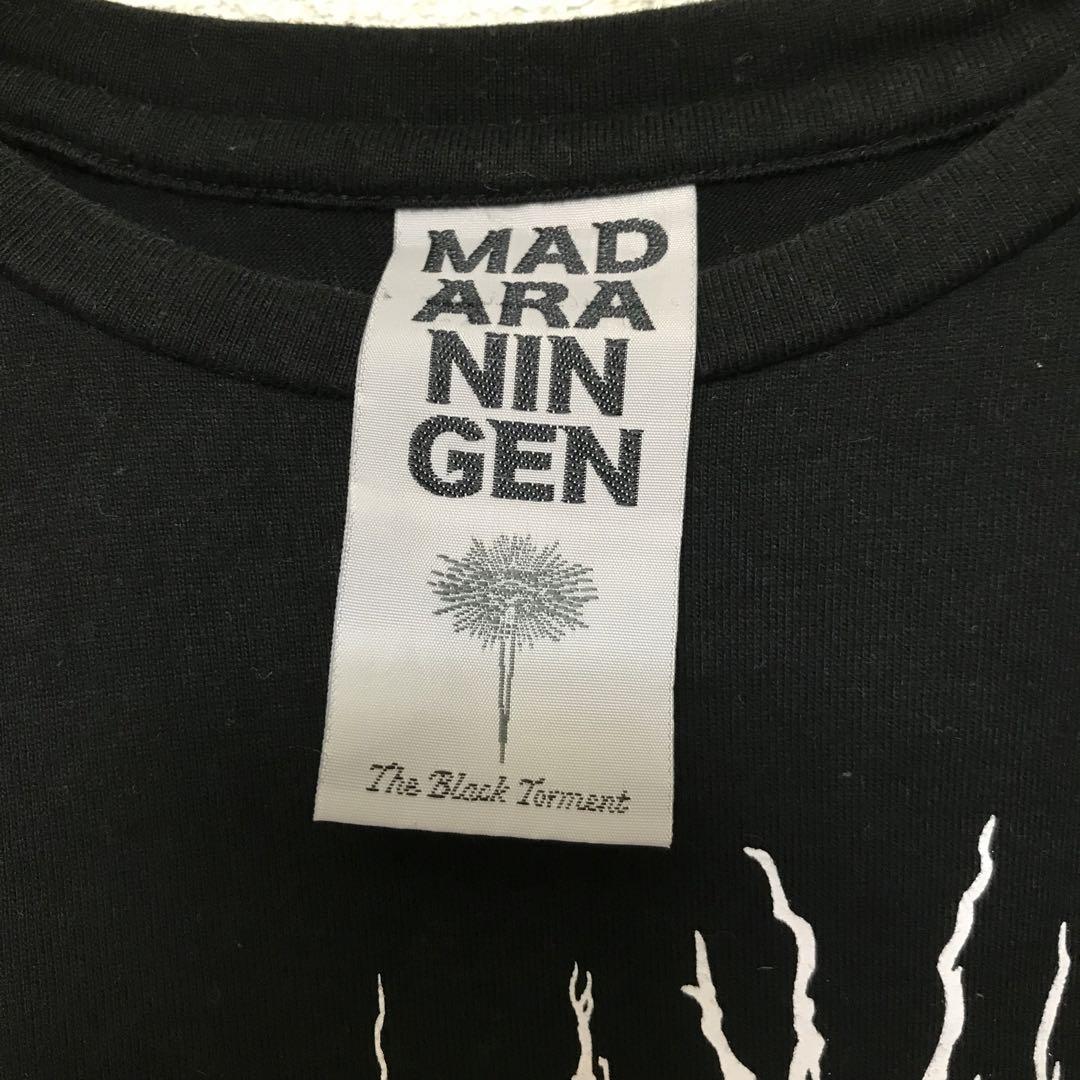 MAD
ARA
NIN
GEN
The Black Torment